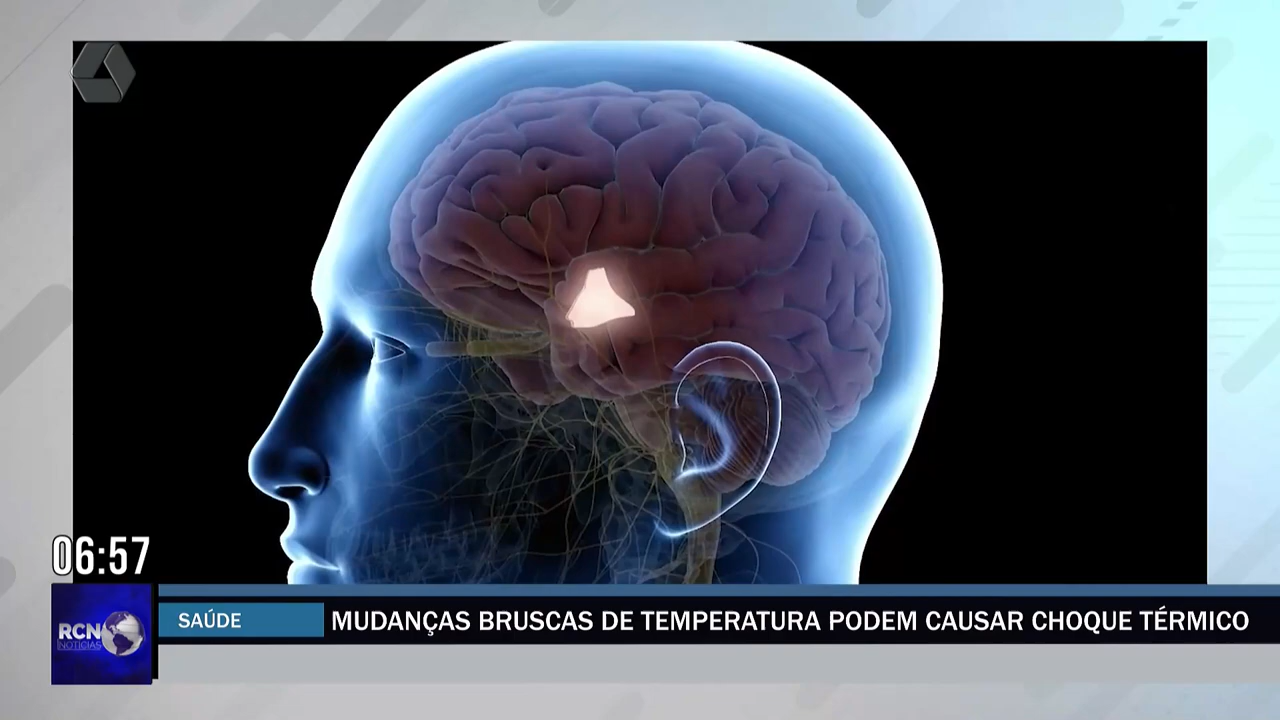 06:57
SAÚDE
MUDANÇAS BRUSCAS DE TEMPERATURA PODEM CAUSAR CHOQUE TÉRMICO
RCN
NOTÍCIAS